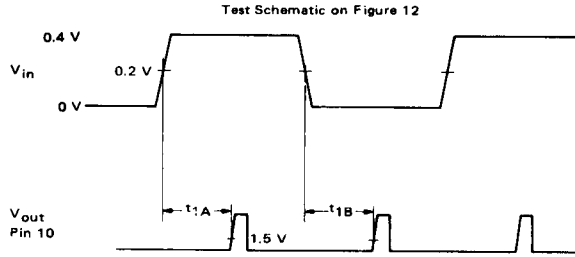 Test Schematic on Figure 12
0.4 V
Vin
0.2 V
0 V
t1A
t1B
Vout
Pin 10
1.5 V